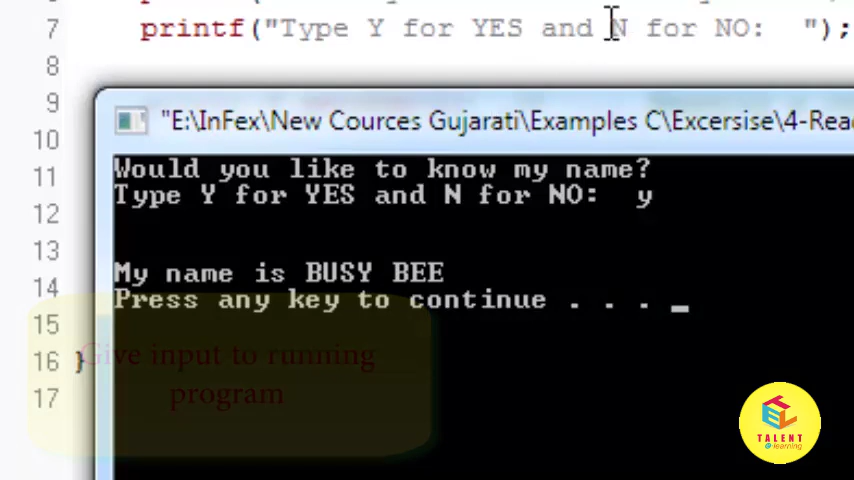 7 printf("Type Y for YES and N for NO:  ");
8
9
"E:\InFex\New Cources Gujarati\Examples C\Excersise\4-Rea
10
11 Would you like to know my name?
Type Y for YES and N for NO:  y
12
13
14 My name is BUSY BEE
Press any key to continue . . . _
15
16 }
Give input to running
program
17
TEL
TALENT
@-learning